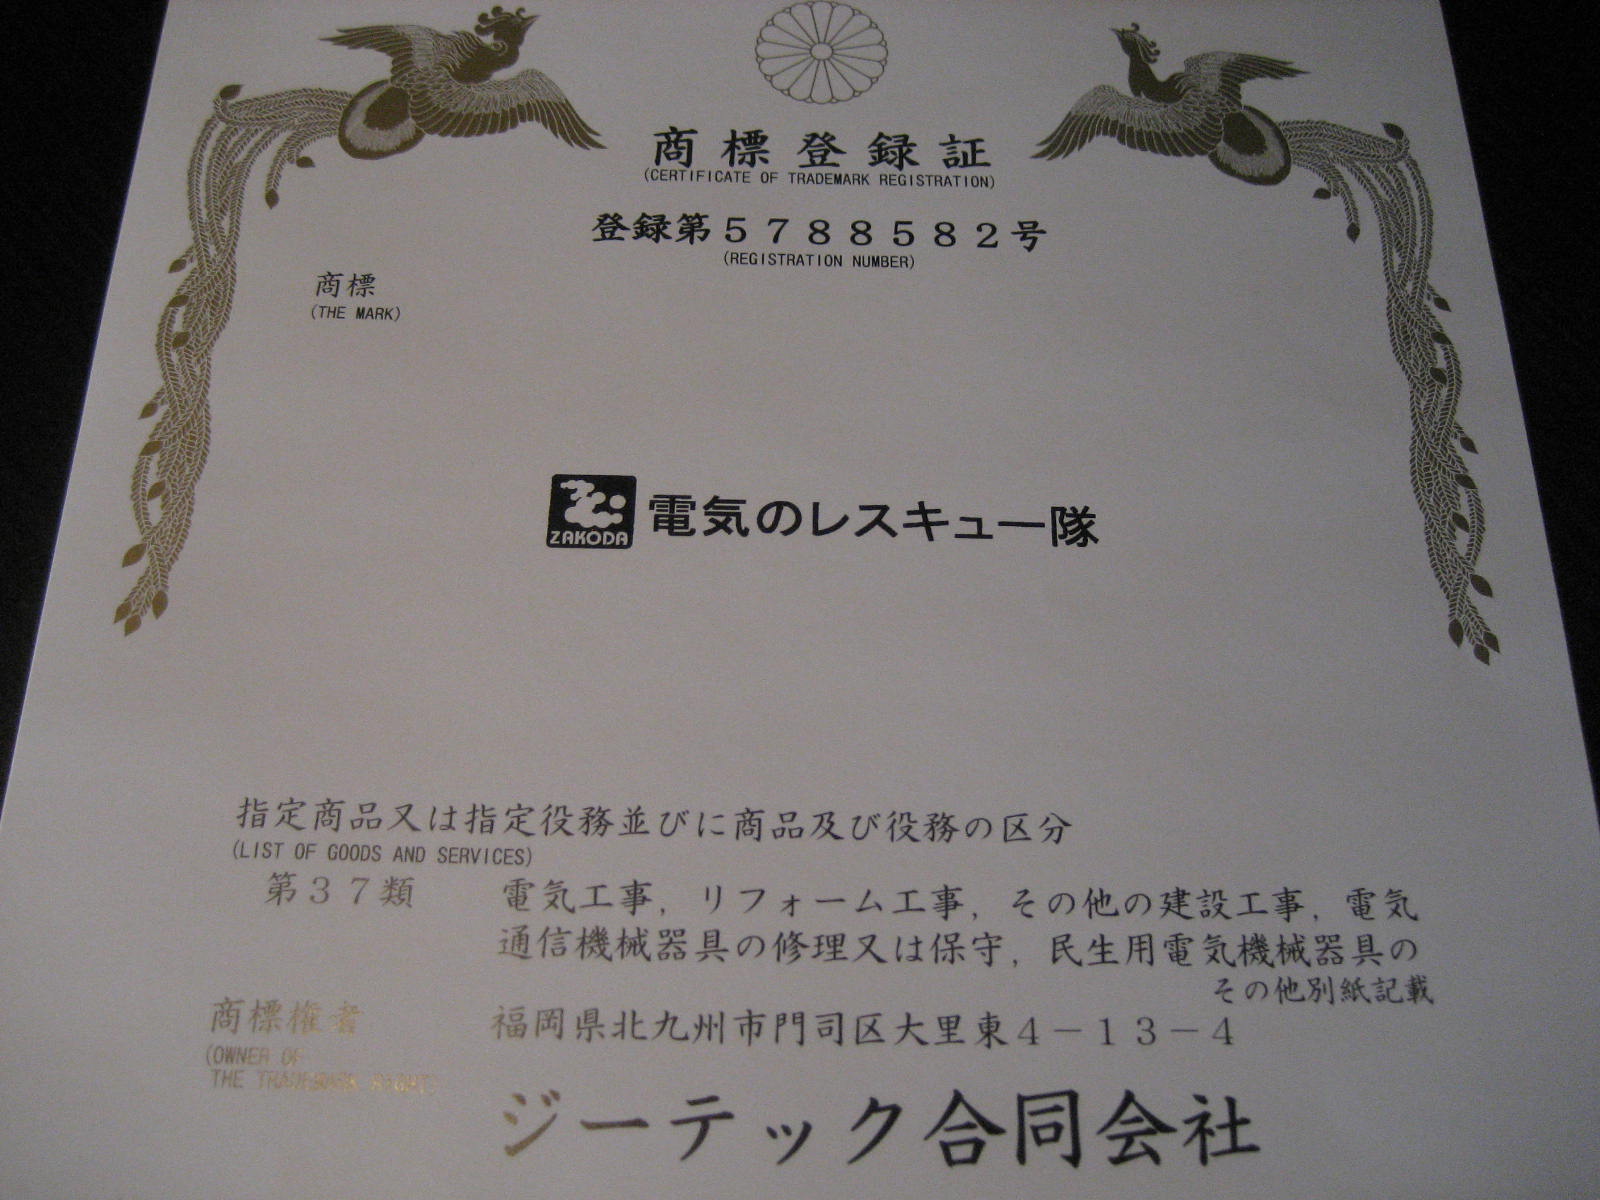 商標登録証
(CERTIFICATE OF TRADEMARK REGISTRATION)
登録第5788582号
(REGISTRATION NUMBER)
商標
(THE MARK)
ZAKODA
電気のレスキュー隊
指定商品又は指定役務並びに商品及び役務の区分
(LIST OF GOODS AND SERVICES)
第37類 電気工事，リフォーム工事，その他の建設工事，電気
通信機械器具の修理又は保守，民生用電気機械器具の
その他別紙記載
商標権者 福岡県北九州市門司区大里東4－13－4
(OWNER OF
THE TRADEMARK RIGHT)
ジーテック合同会社